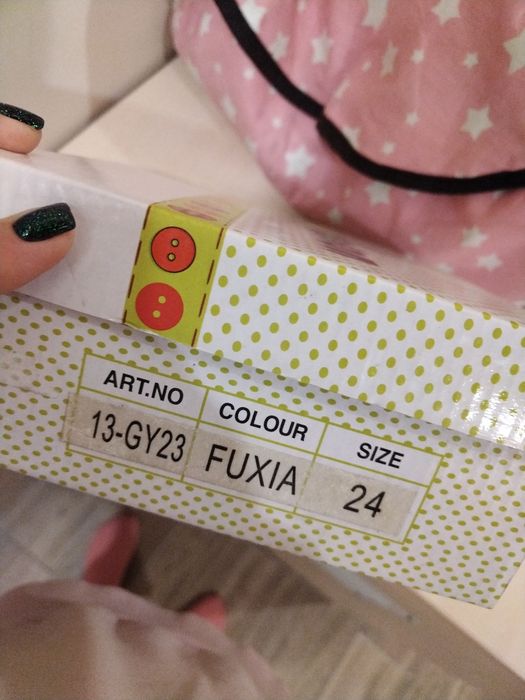 ART.NO COLOUR SIZE
13-GY23 FUXIA 24